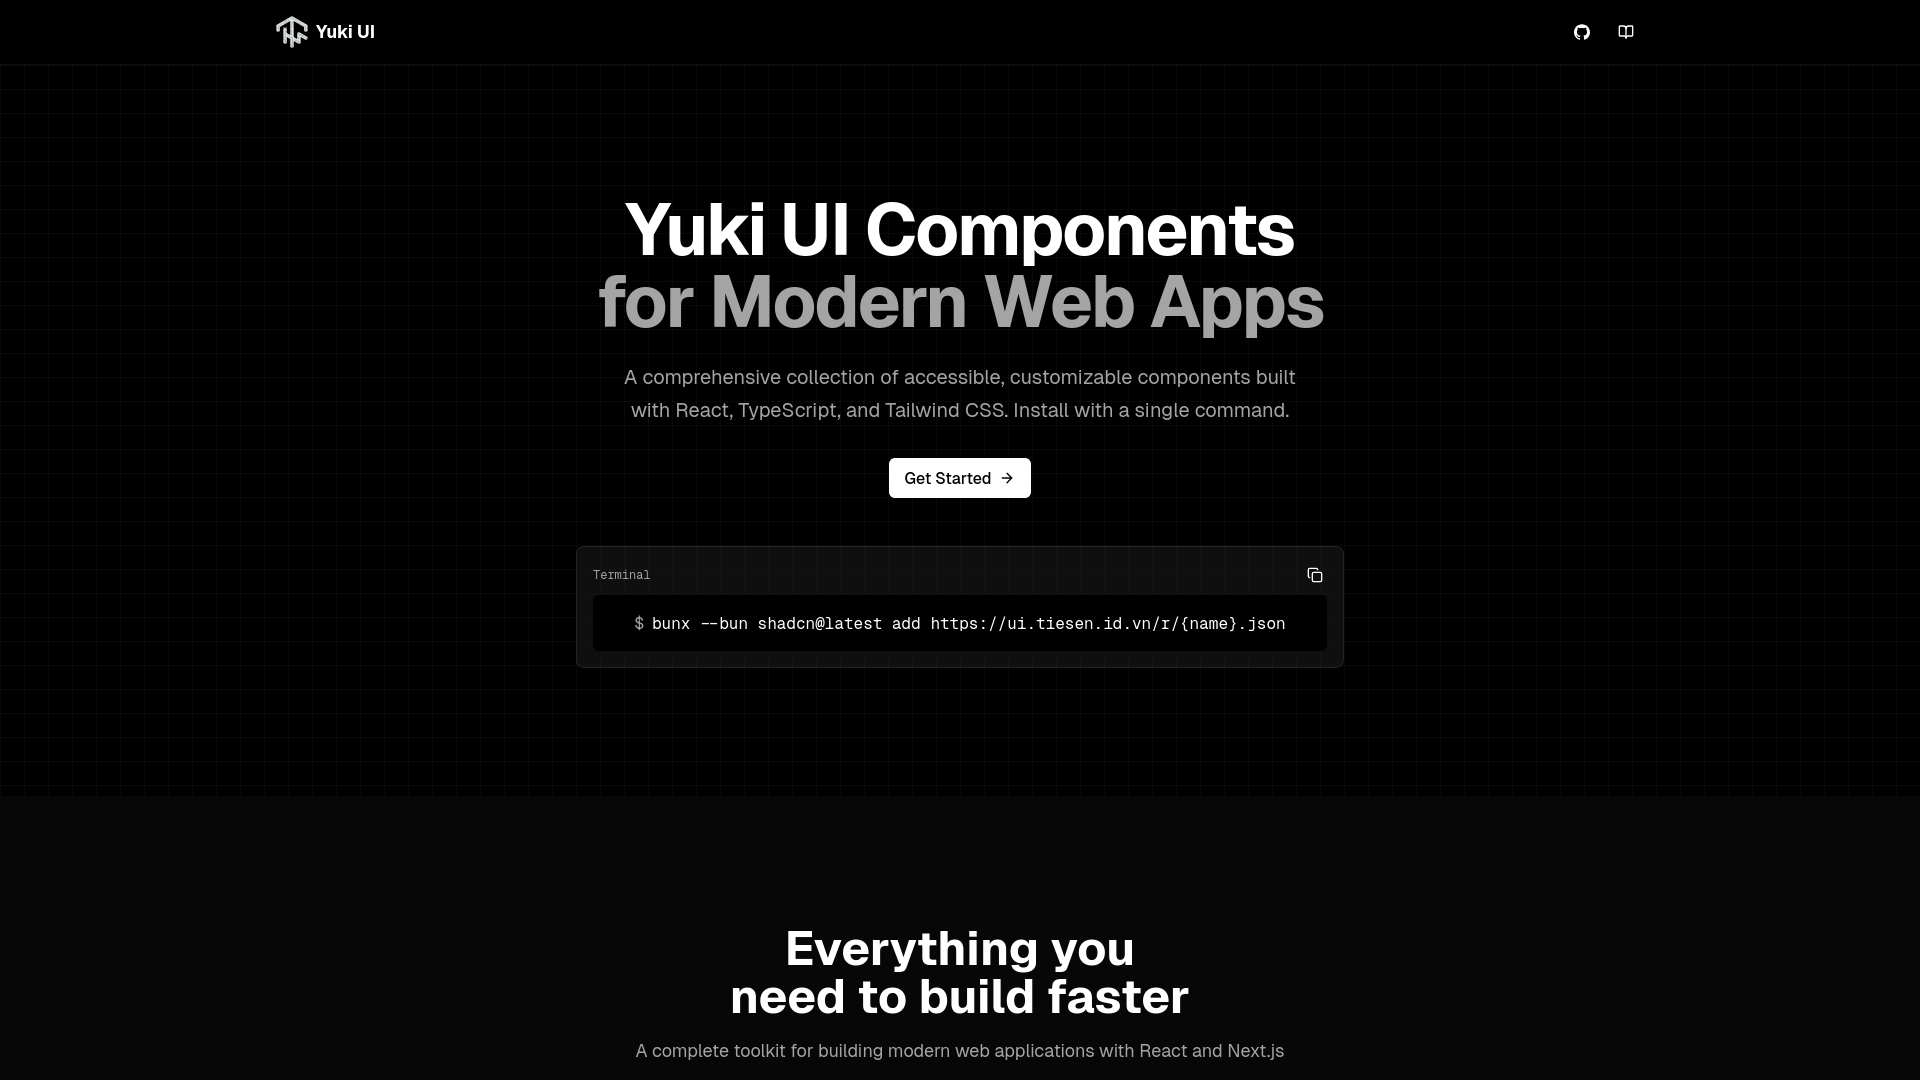 Yuki UI
Yuki UI Components
for Modern Web Apps
A comprehensive collection of accessible, customizable components built
with React, TypeScript, and Tailwind CSS. Install with a single command.
Get Started
Terminal
$ bunx --bun shadcn@latest add https://ui.tiesen.id.vn/r/{name}.json
Everything you
need to build faster
A complete toolkit for building modern web applications with React and Next.js